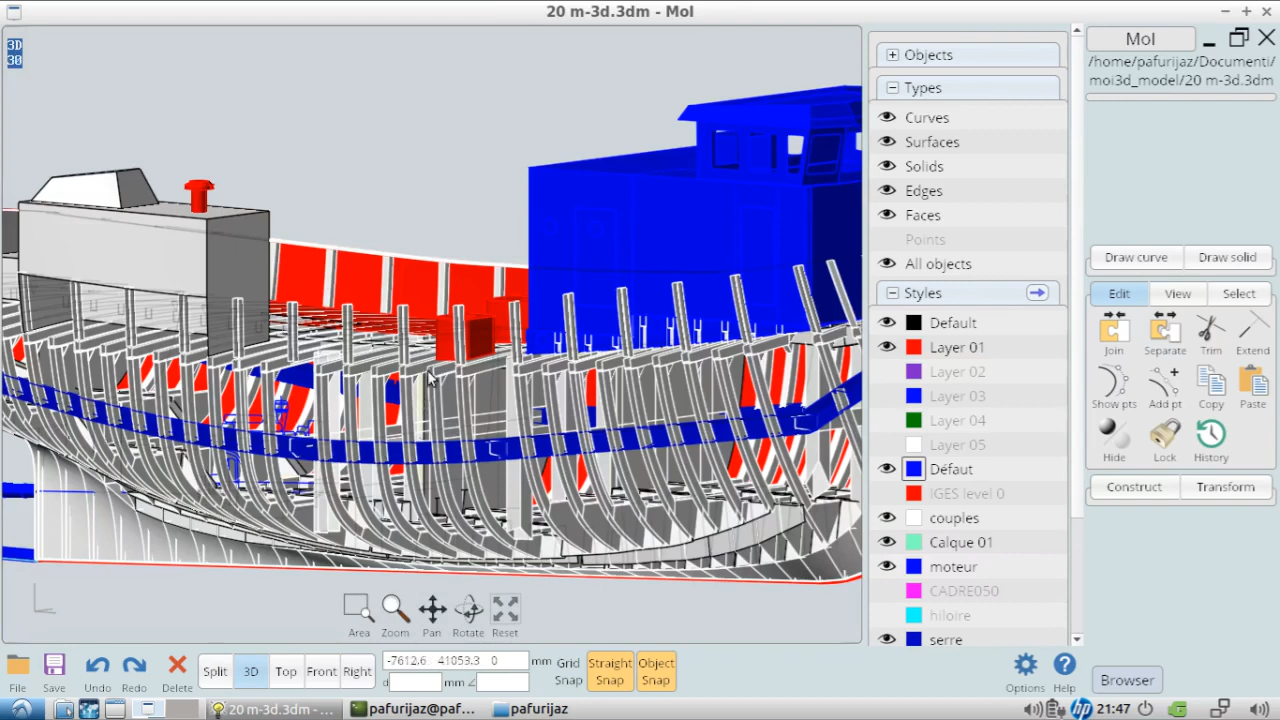 20 m-3d.3dm - MoI
3D
30
Objects
Types
Curves
Surfaces
Solids
Edges
Faces
Points
All objects
Styles
Default
Layer 01
Layer 02
Layer 03
Layer 04
Layer 05
Défaut
IGES level 0
couples
Calque 01
moteur
CADRE050
hiloire
serre
MoI
/home/pafurijaz/Documenti/
moi3d_model/20 m-3d.3dm
Draw curve
Draw solid
Edit
View
Select
Join
Separate
Trim
Extend
Show pts
Add pt
Copy
Paste
Hide
Lock
History
Construct
Transform
Area
Zoom
Pan
Rotate
Reset
File
Save
Undo
Redo
Delete
Split
3D
Top
Front
Right
-7612.6 41053.3 0
mm
d
mm
Grid
Snap
Straight
Snap
Object
Snap
Options
Help
Browser
20 m-3d.3dm - ...
pafurijaz@paf...
pafurijaz
hp
21:47